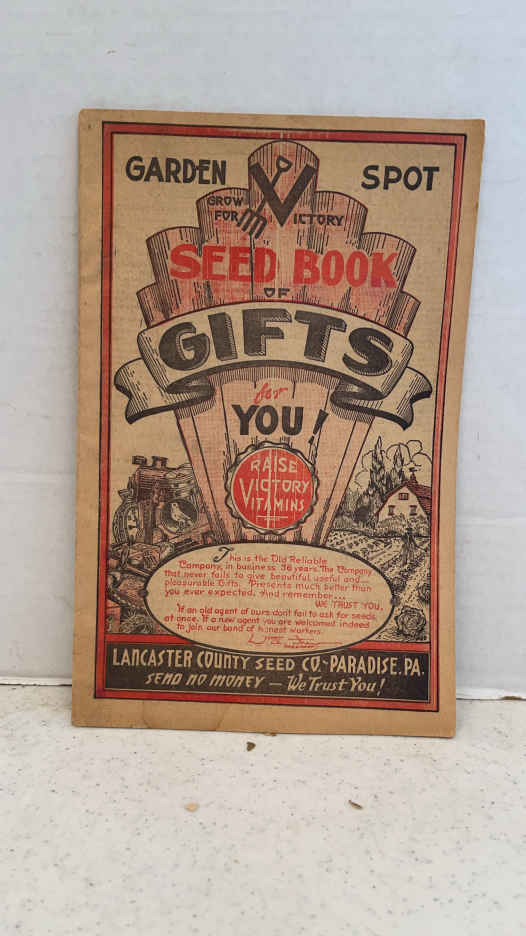 GARDEN SPOT
GROW
FOR VICTORY
SEED BOOK
OF
GIFTS
for
YOU!
RAISE
VICTORY
VITAMINS
This is the Old Reliable
Company, in business 36 years. The Company
that never fails to give beautiful, useful and
pleasurable Gifts. Presents much better than
you ever expected. And remember...
WE TRUST YOU.
If an old agent of ours don't fail to ask for seeds,
at once. If a new agent you are welcomed indeed
to join our band of honest workers.
LANCASTER COUNTY SEED CO.-PARADISE, PA.
SEND NO MONEY — We Trust You!